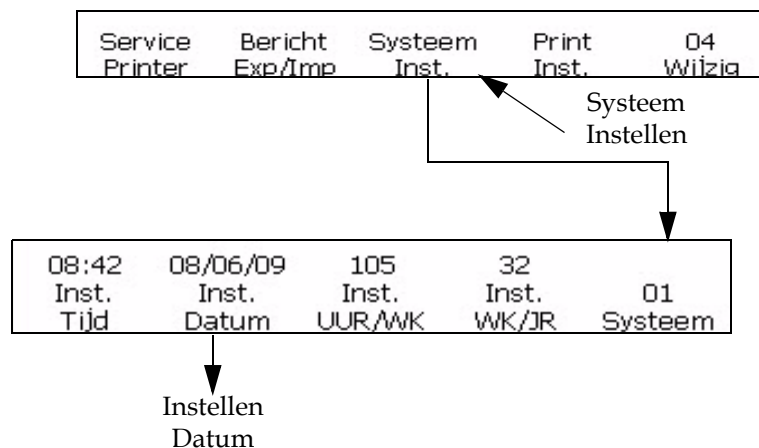 Service Bericht Systeem Print 04
Printer Exp/Imp Inst. Inst. Wijzig
Systeem
Instellen
08:42 08/06/09 105 32
Inst. Inst. Inst. Inst. 01
Tijd Datum UUR/WK WK/JR Systeem
Instellen
Datum